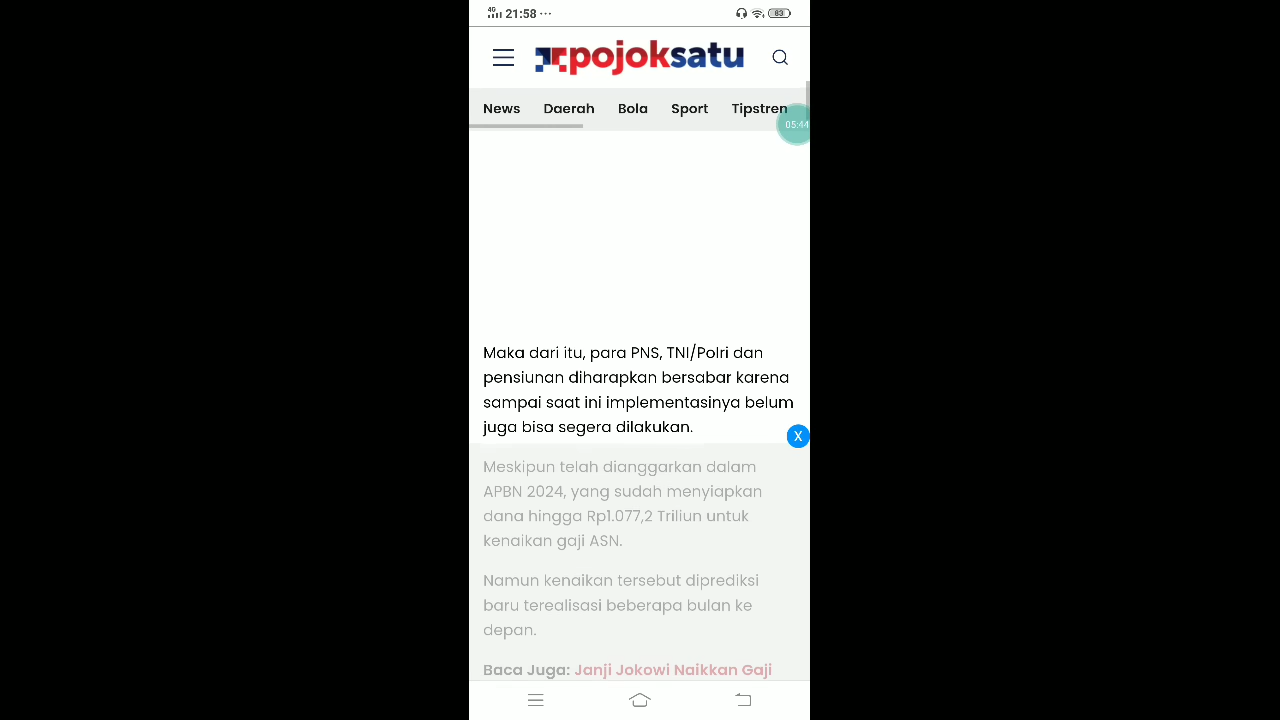 4G 21:58 ··· 83
pojoksatu
News Daerah Bola Sport Tipstren
05:44
Maka dari itu, para PNS, TNI/Polri dan
pensiunan diharapkan bersabar karena
sampai saat ini implementasinya belum
juga bisa segera dilakukan.
X
Meskipun telah dianggarkan dalam
APBN 2024, yang sudah menyiapkan
dana hingga Rp1.077,2 Triliun untuk
kenaikan gaji ASN.
Namun kenaikan tersebut diprediksi
baru terealisasi beberapa bulan ke
depan.
Baca Juga: Janji Jokowi Naikkan Gaji